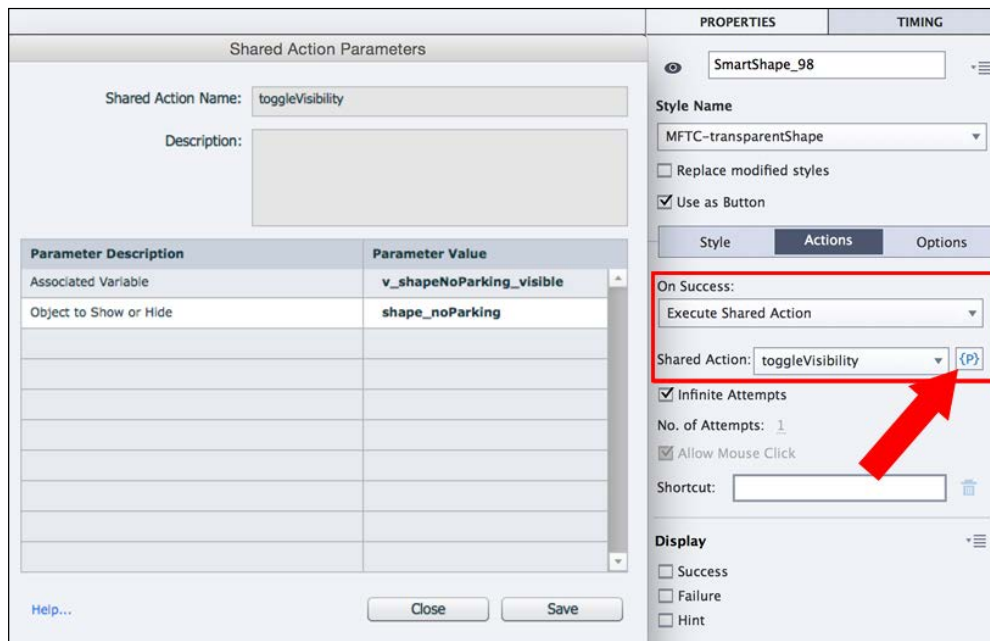 Shared Action Parameters
Shared Action Name: toggleVisibility
Description:
Parameter Description Parameter Value
Associated Variable v_shapeNoParking_visible
Object to Show or Hide shape_noParking
Help... Close Save
PROPERTIES TIMING
SmartShape_98
Style Name
MFTC-transparentShape
Replace modified styles
Use as Button
Style Actions Options
On Success:
Execute Shared Action
Shared Action: toggleVisibility {P}
Infinite Attempts
No. of Attempts: 1
Allow Mouse Click
Shortcut:
Display
Success
Failure
Hint